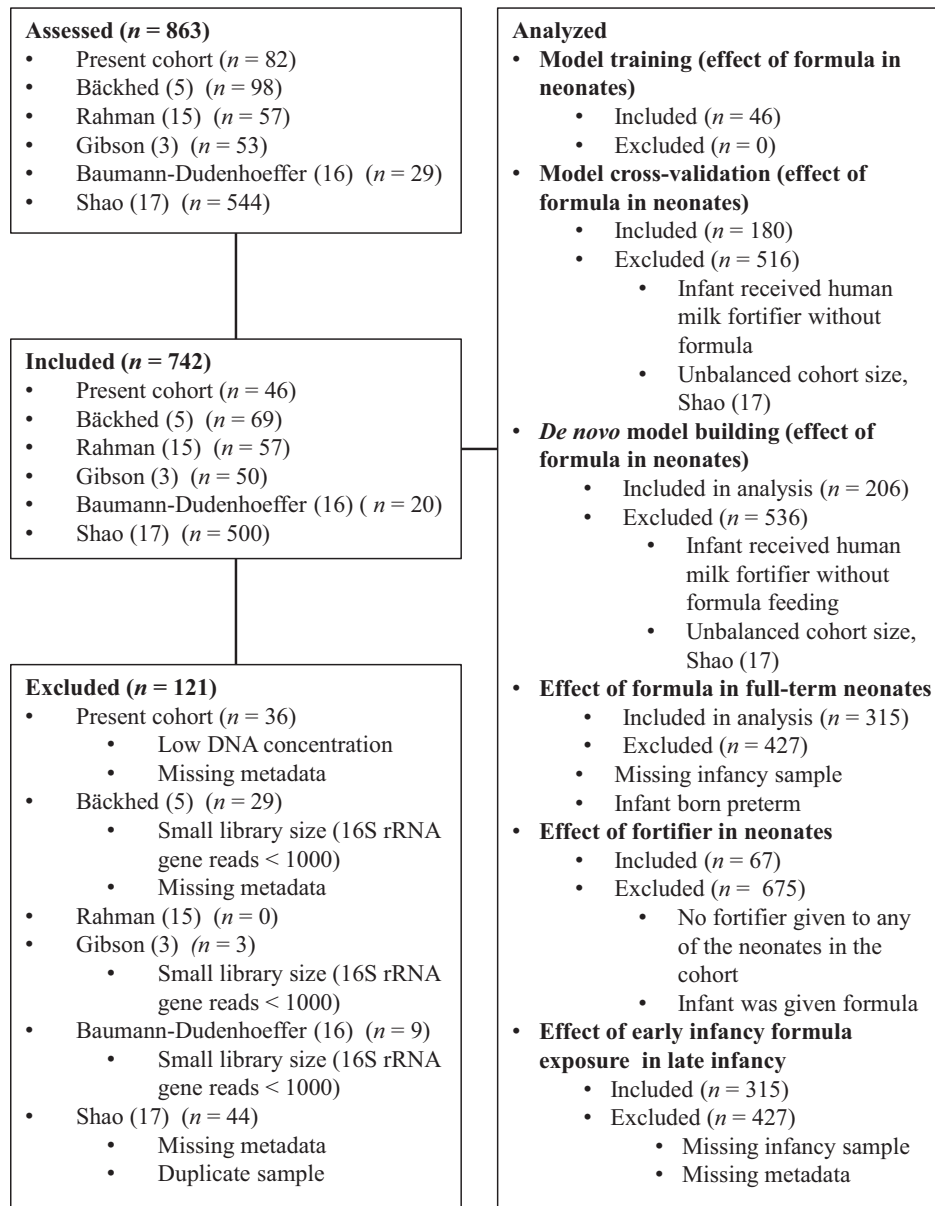 Assessed (n = 863)
• Present cohort (n = 82)
• Bäckhed (5) (n = 98)
• Rahman (15) (n = 57)
• Gibson (3) (n = 53)
• Baumann-Dudenhoeffer (16) (n = 29)
• Shao (17) (n = 544)
Included (n = 742)
• Present cohort (n = 46)
• Bäckhed (5) (n = 69)
• Rahman (15) (n = 57)
• Gibson (3) (n = 50)
• Baumann-Dudenhoeffer (16) ( n = 20)
• Shao (17) (n = 500)
Excluded (n = 121)
• Present cohort (n = 36)
• Low DNA concentration
• Missing metadata
• Bäckhed (5) (n = 29)
• Small library size (16S rRNA
gene reads < 1000)
• Missing metadata
• Rahman (15) (n = 0)
• Gibson (3) (n = 3)
• Small library size (16S rRNA
gene reads < 1000)
• Baumann-Dudenhoeffer (16) (n = 9)
• Small library size (16S rRNA
gene reads < 1000)
• Shao (17) (n = 44)
• Missing metadata
• Duplicate sample
Analyzed
• Model training (effect of formula in
neonates)
• Included (n = 46)
• Excluded (n = 0)
• Model cross-validation (effect of
formula in neonates)
• Included (n = 180)
• Excluded (n = 516)
• Infant received human
milk fortifier without
formula
• Unbalanced cohort size,
Shao (17)
• De novo model building (effect of
formula in neonates)
• Included in analysis (n = 206)
• Excluded (n = 536)
• Infant received human
milk fortifier without
formula feeding
• Unbalanced cohort size,
Shao (17)
• Effect of formula in full-term neonates
• Included in analysis (n = 315)
• Excluded (n = 427)
• Missing infancy sample
• Infant born preterm
• Effect of fortifier in neonates
• Included (n = 67)
• Excluded (n = 675)
• No fortifier given to any
of the neonates in the
cohort
• Infant was given formula
• Effect of early infancy formula
exposure in late infancy
• Included (n = 315)
• Excluded (n = 427)
• Missing infancy sample
• Missing metadata